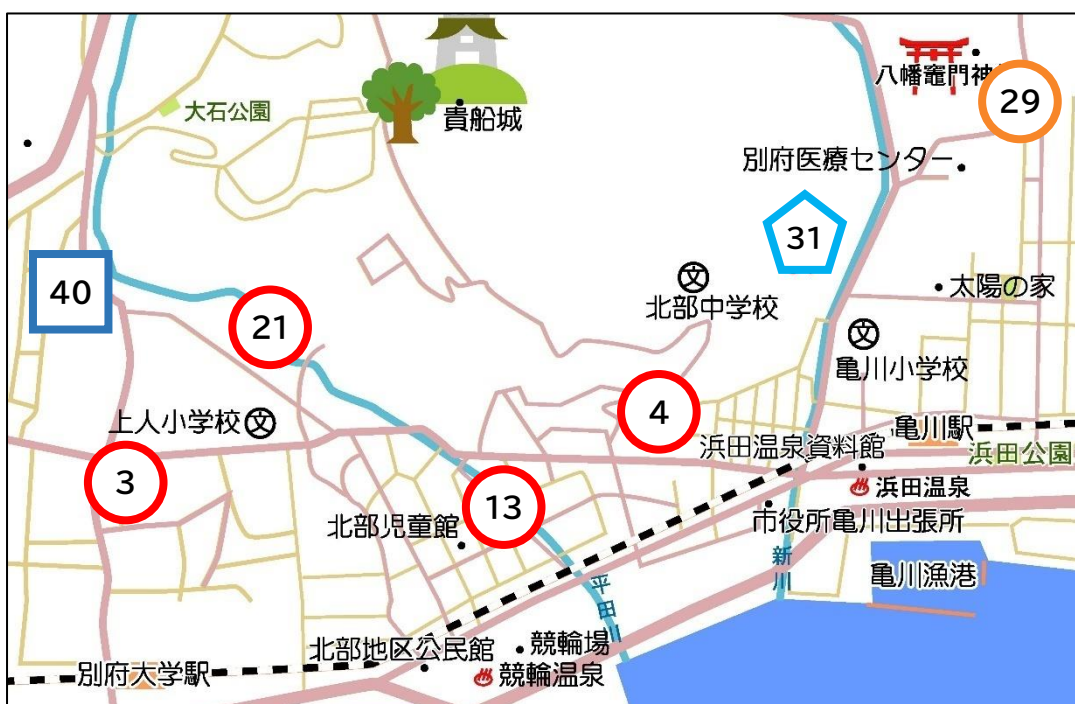 八幡竈門神
29
大石公園
貴船城
別府医療センター
31
40
文
北部中学校
太陽の家
21
文
亀川小学校
上人小学校
文
4
亀川駅
浜田温泉資料館
浜田公園
3
浜田温泉
13
市役所亀川出張所
北部児童館
新川
亀川漁港
平田川
競輪場
北部地区公民館
競輪温泉
別府大学駅